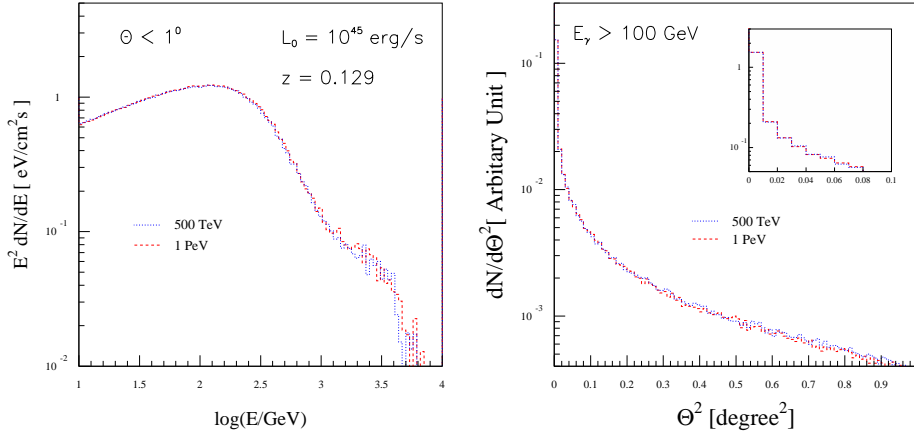 Θ < 1⁰
L₀ = 10⁴⁵ erg/s
z = 0.129
E² dN/dE [ eV/cm²s ]
1
10⁻¹
10⁻²
500 TeV
1 PeV
1 1.5 2 2.5 3 3.5 4
log(E/GeV)
E_γ > 100 GeV
dN/dΘ² [ Arbitary Unit ]
10⁻¹
10⁻²
10⁻³
1
10⁻¹
0 0.02 0.04 0.06 0.08 0.1
500 TeV
1 PeV
0 0.1 0.2 0.3 0.4 0.5 0.6 0.7 0.8 0.9
Θ² [degree²]